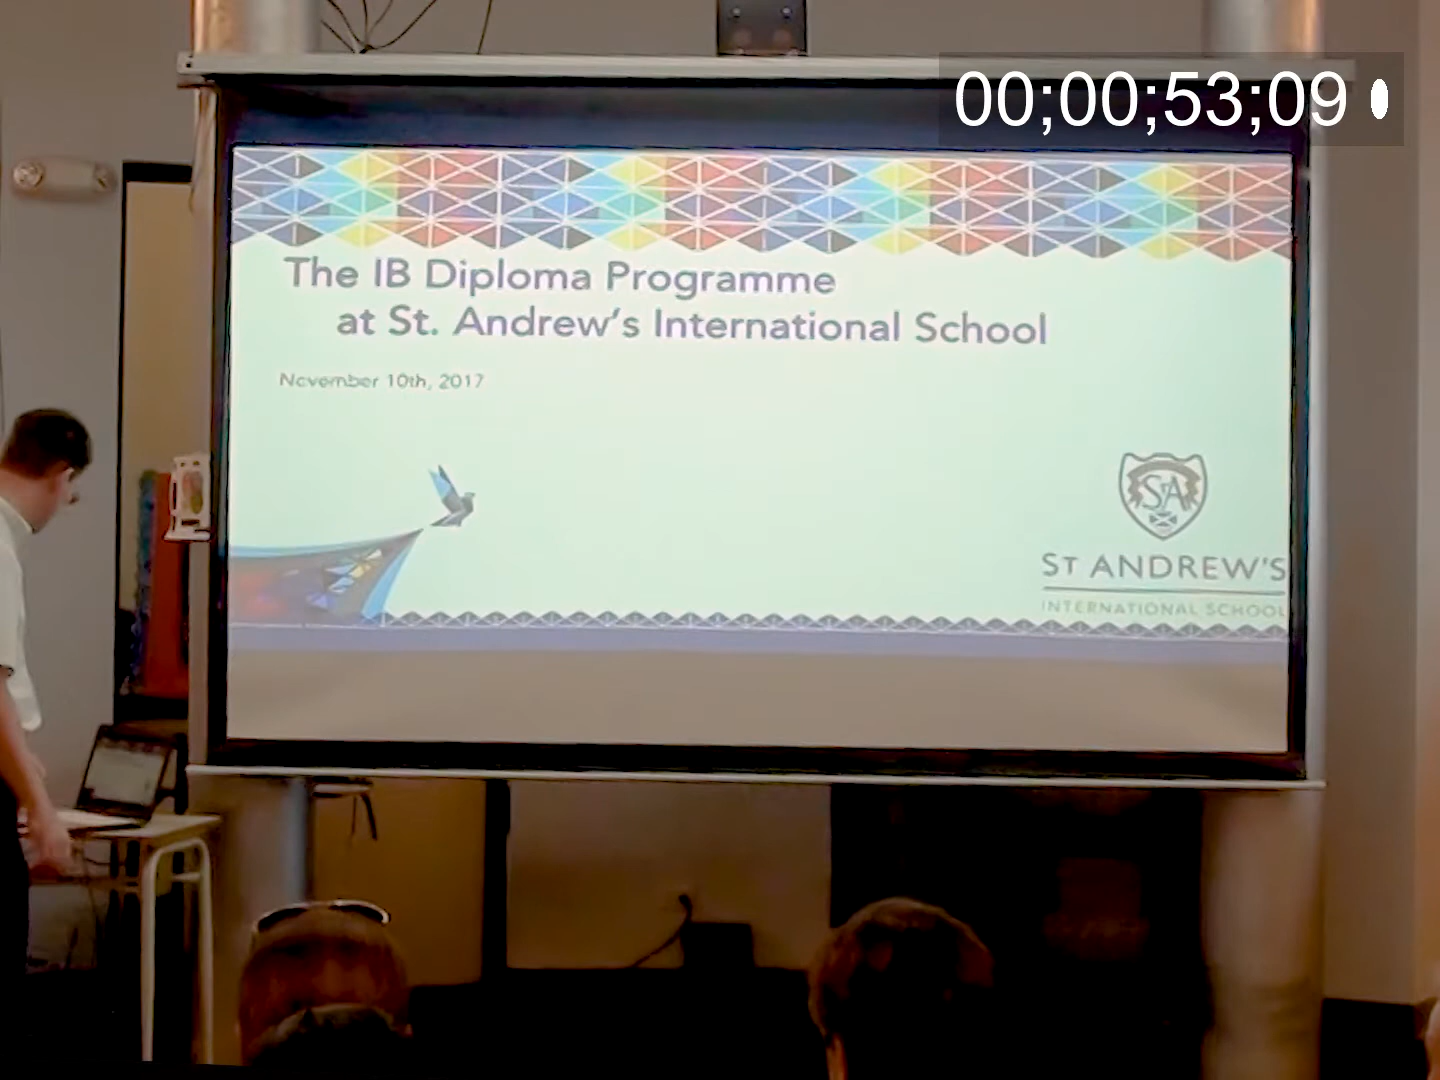 00;00;53;09
The IB Diploma Programme
at St. Andrew's International School
November 10th, 2017
StA
ST ANDREW'S
INTERNATIONAL SCHOOL